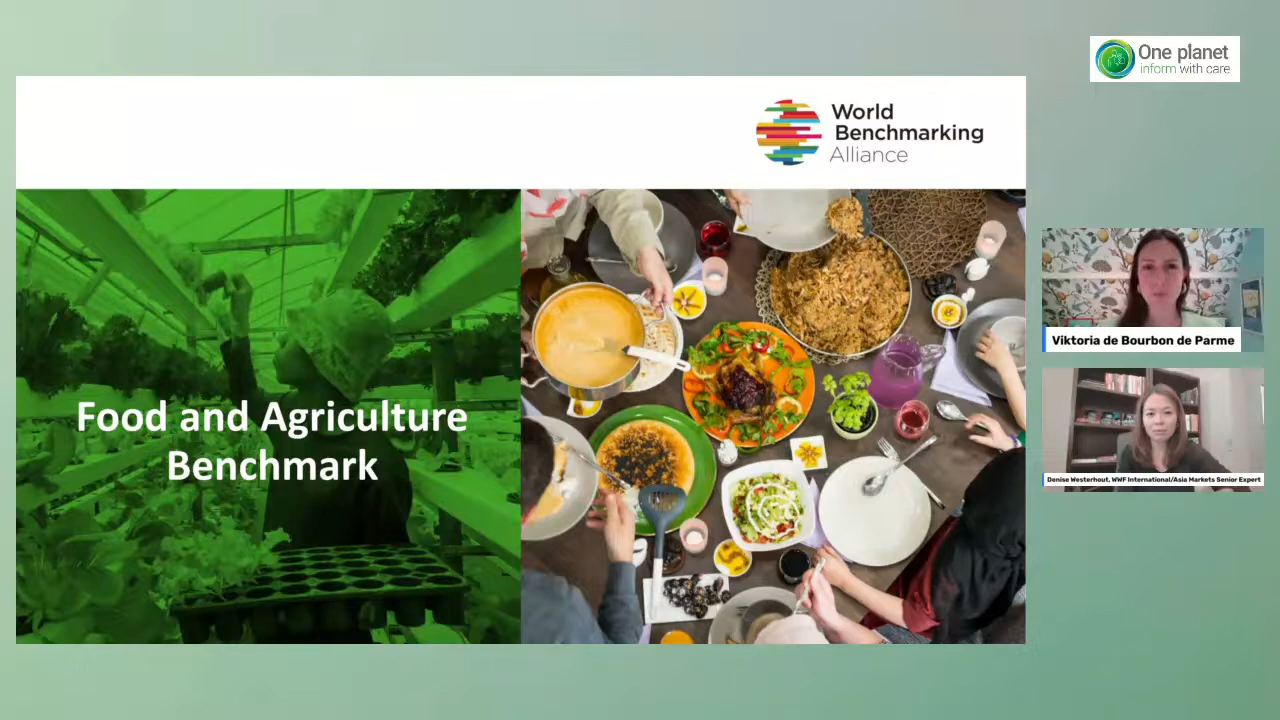 One planet
inform with care
World
Benchmarking
Alliance
Food and Agriculture
Benchmark
Viktoria de Bourbon de Parme
Denise Westerhout, WWF International/Asia Markets Senior Expert